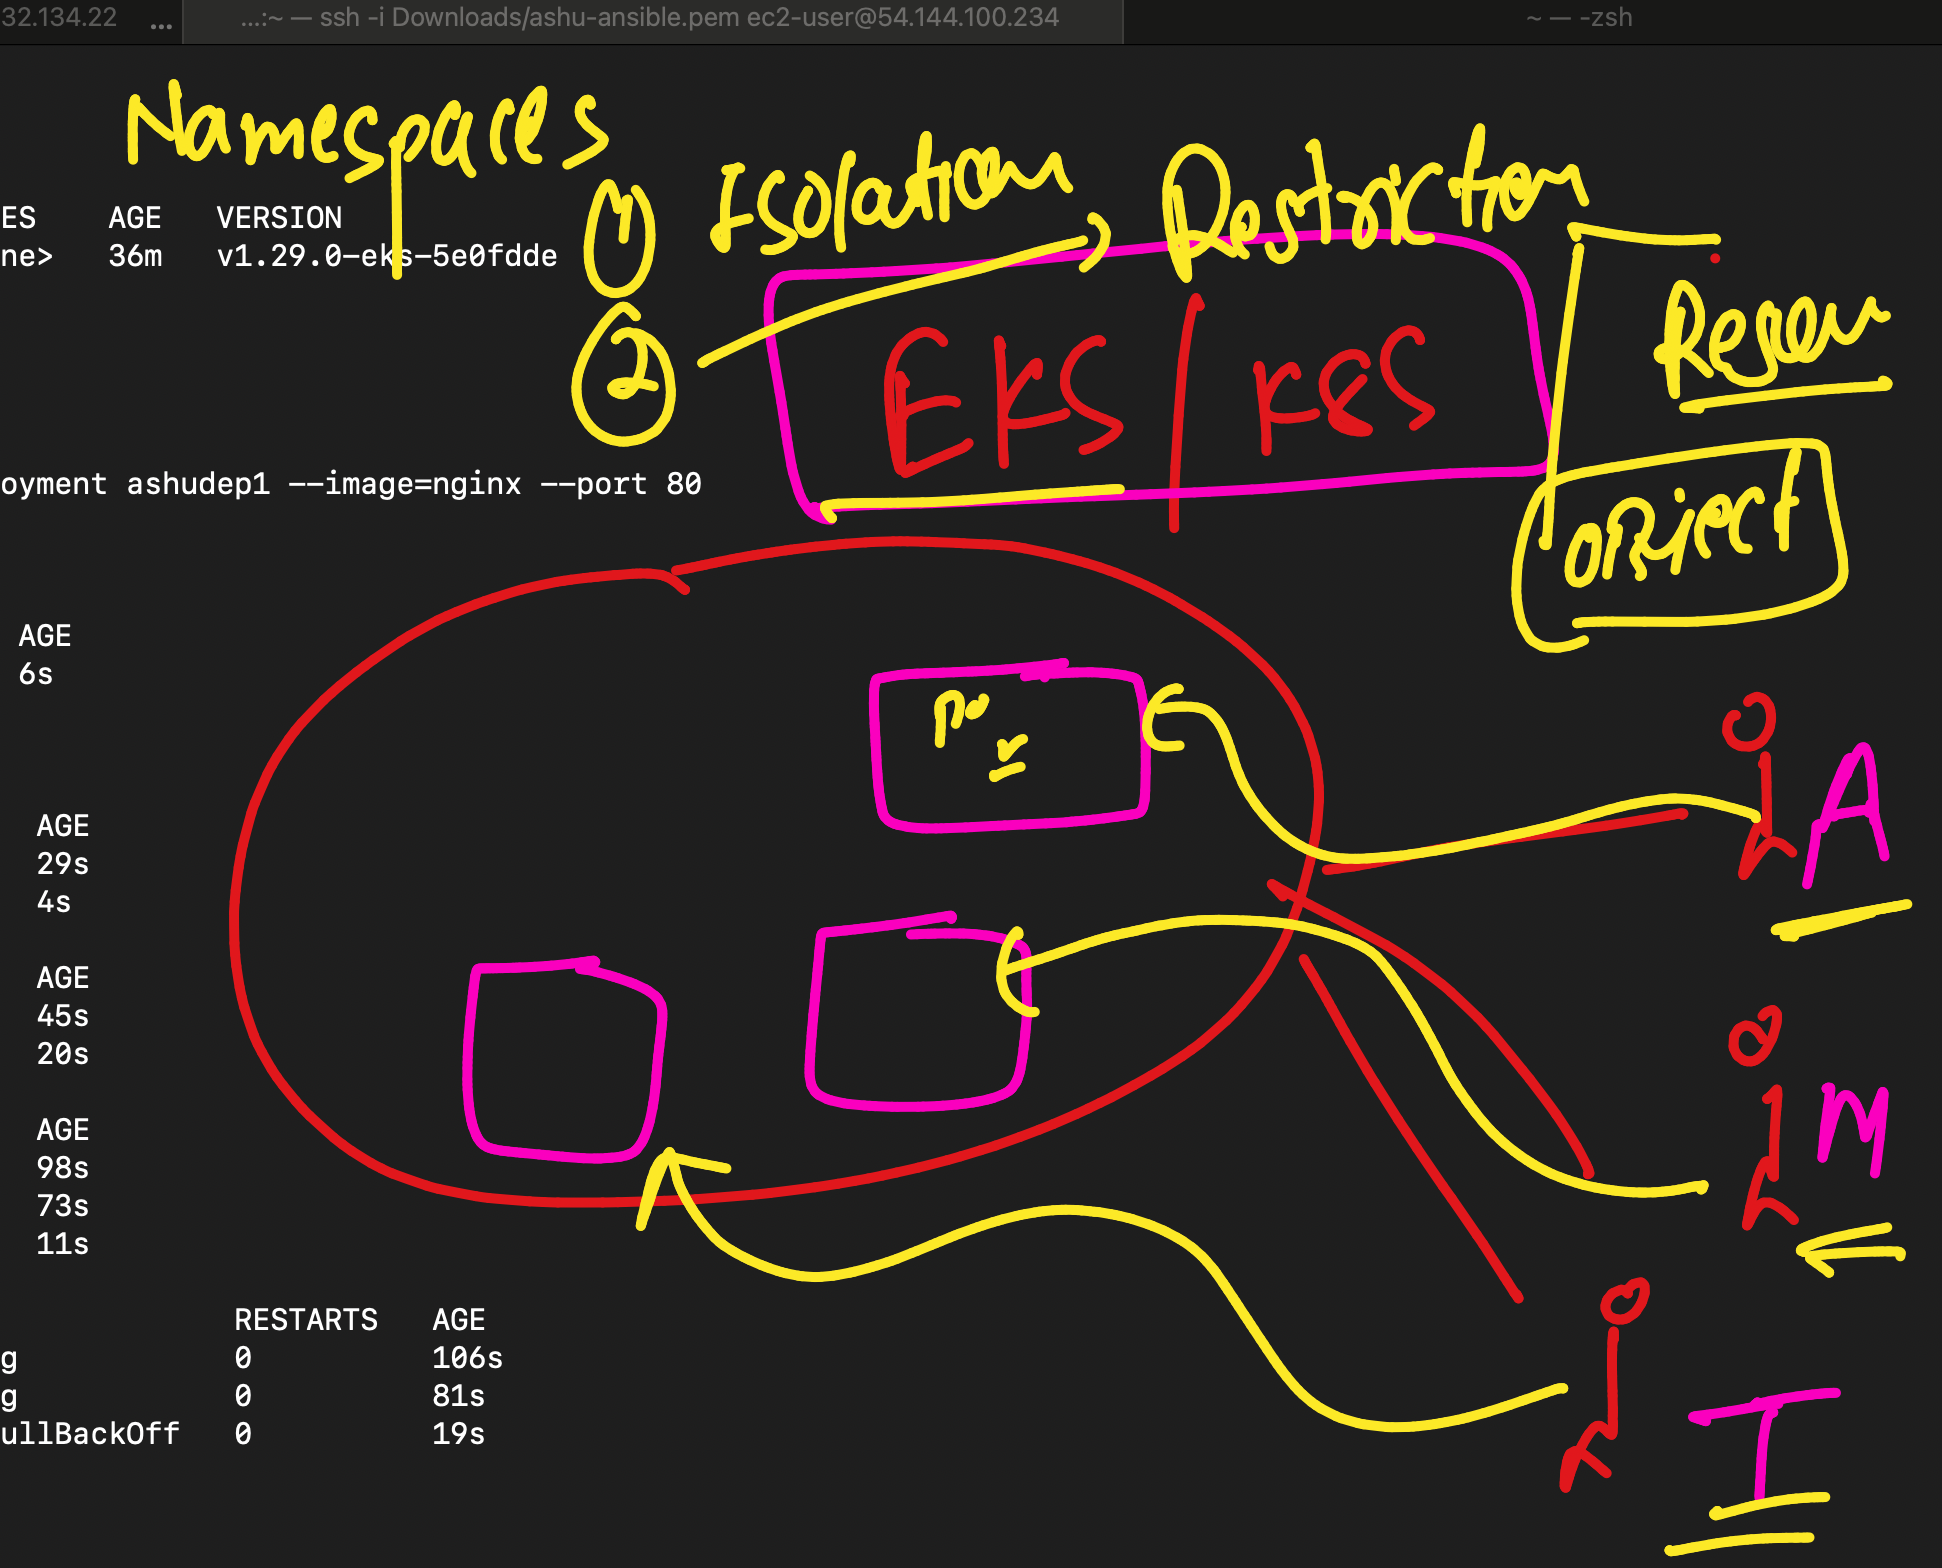 32.134.22 ... ...:~ — ssh -i Downloads/ashu-ansible.pem ec2-user@54.144.100.234 ~ — -zsh
Namespaces
① Isolation, Restriction
ES AGE VERSION
ne> 36m v1.29.0-eks-5e0fdde
②
EKS | K8S
oyment ashudep1 --image=nginx --port 80
object
AGE
6s
Po
A
AGE
29s
4s
AGE
45s
20s
M
AGE
98s
73s
11s
RESTARTS AGE
g 0 106s
g 0 81s
ullBackOff 0 19s
I